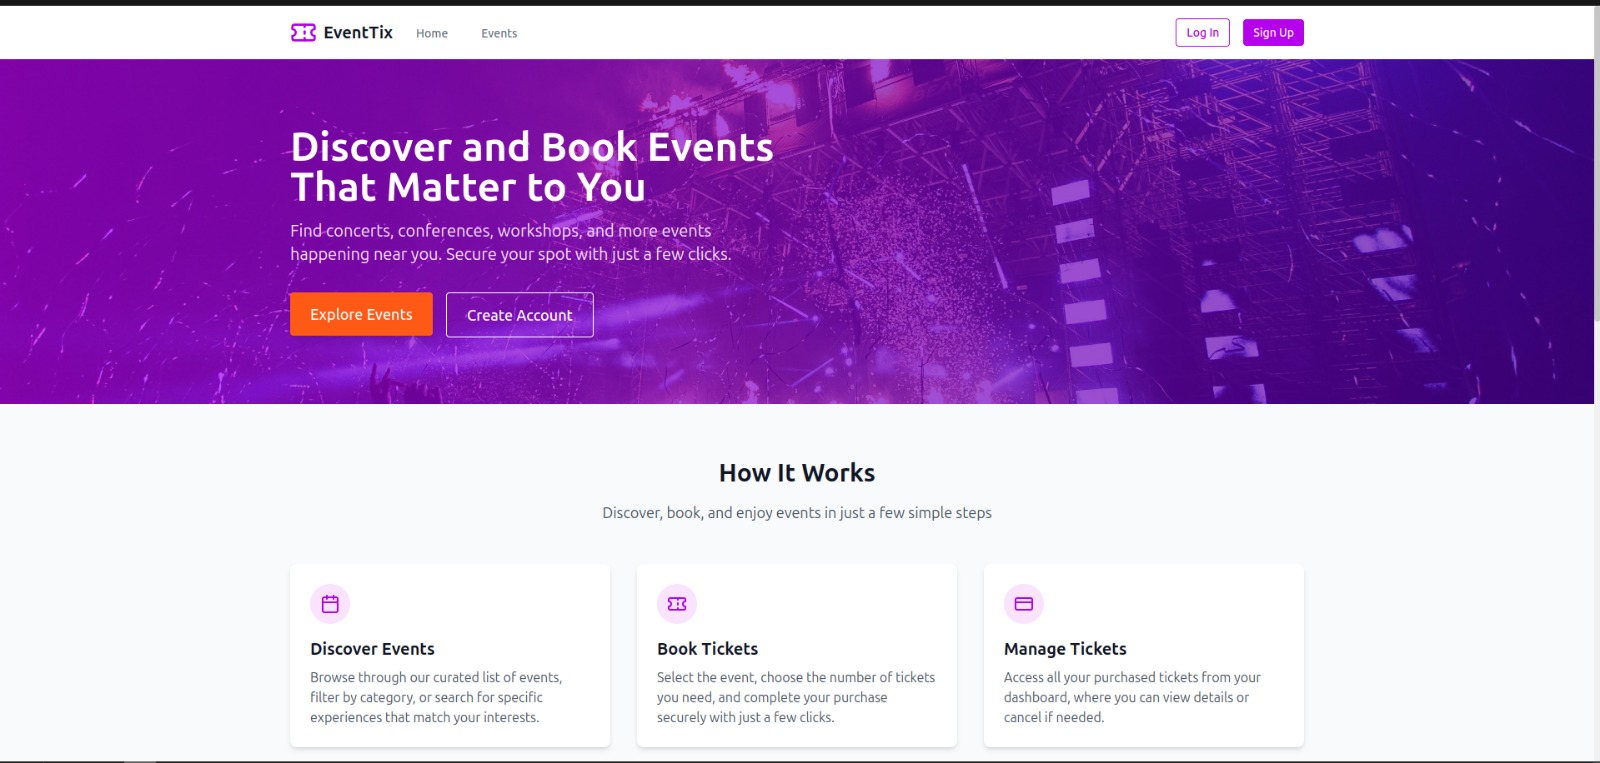 EventTix
Home
Events
Log In
Sign Up
Discover and Book Events
That Matter to You
Find concerts, conferences, workshops, and more events
happening near you. Secure your spot with just a few clicks.
Explore Events
Create Account
How It Works
Discover, book, and enjoy events in just a few simple steps
Discover Events
Browse through our curated list of events,
filter by category, or search for specific
experiences that match your interests.
Book Tickets
Select the event, choose the number of tickets
you need, and complete your purchase
securely with just a few clicks.
Manage Tickets
Access all your purchased tickets from your
dashboard, where you can view details or
cancel if needed.